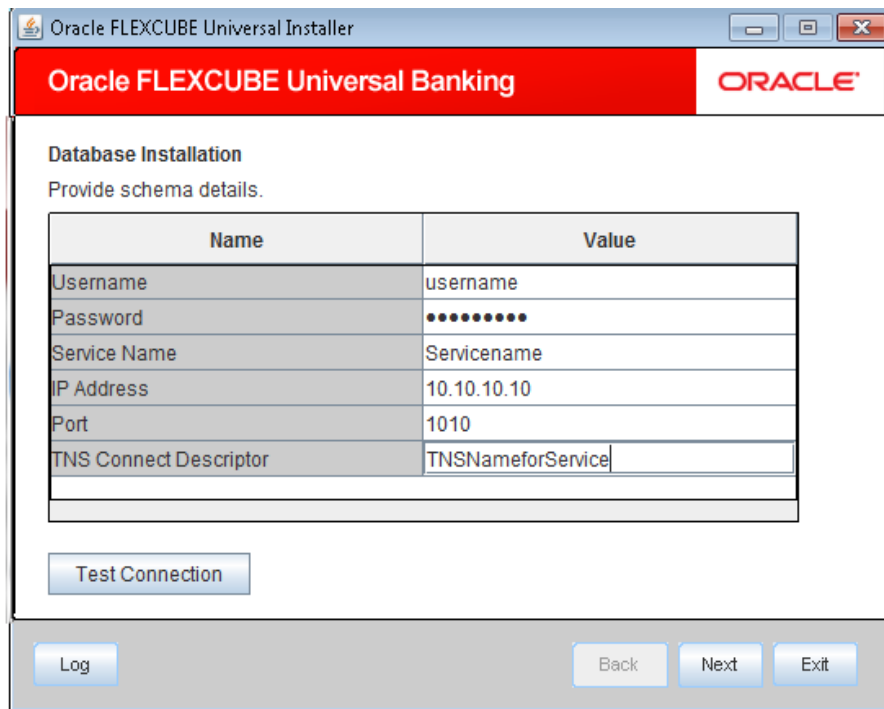 Oracle FLEXCUBE Universal Installer
Oracle FLEXCUBE Universal Banking
ORACLE
Database Installation
Provide schema details.
Name Value
Username username
Password •••••••••
Service Name Servicename
IP Address 10.10.10.10
Port 1010
TNS Connect Descriptor TNSNameforService
Test Connection
Log Back Next Exit